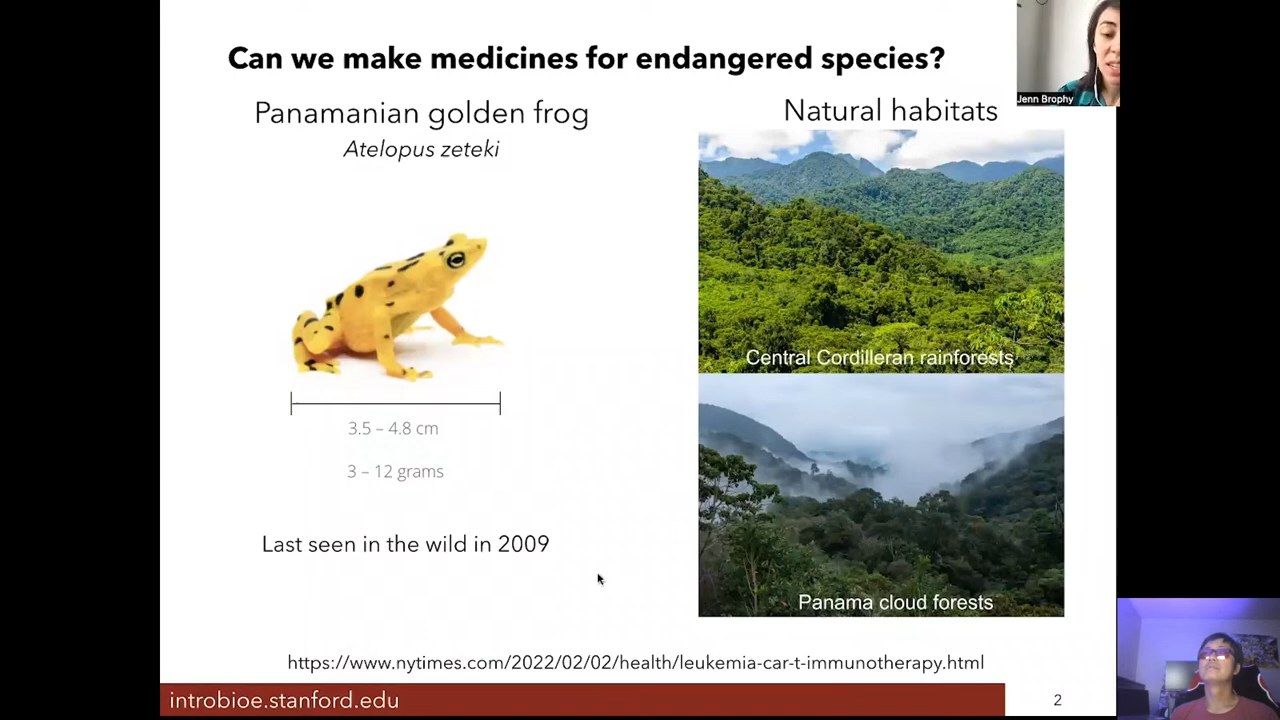 Can we make medicines for endangered species?
Jenn Brophy
Panamanian golden frog
Atelopus zeteki
3.5 – 4.8 cm
3 – 12 grams
Last seen in the wild in 2009
Natural habitats
Central Cordilleran rainforests
Panama cloud forests
https://www.nytimes.com/2022/02/02/health/leukemia-car-t-immunotherapy.html
introbioe.stanford.edu
2